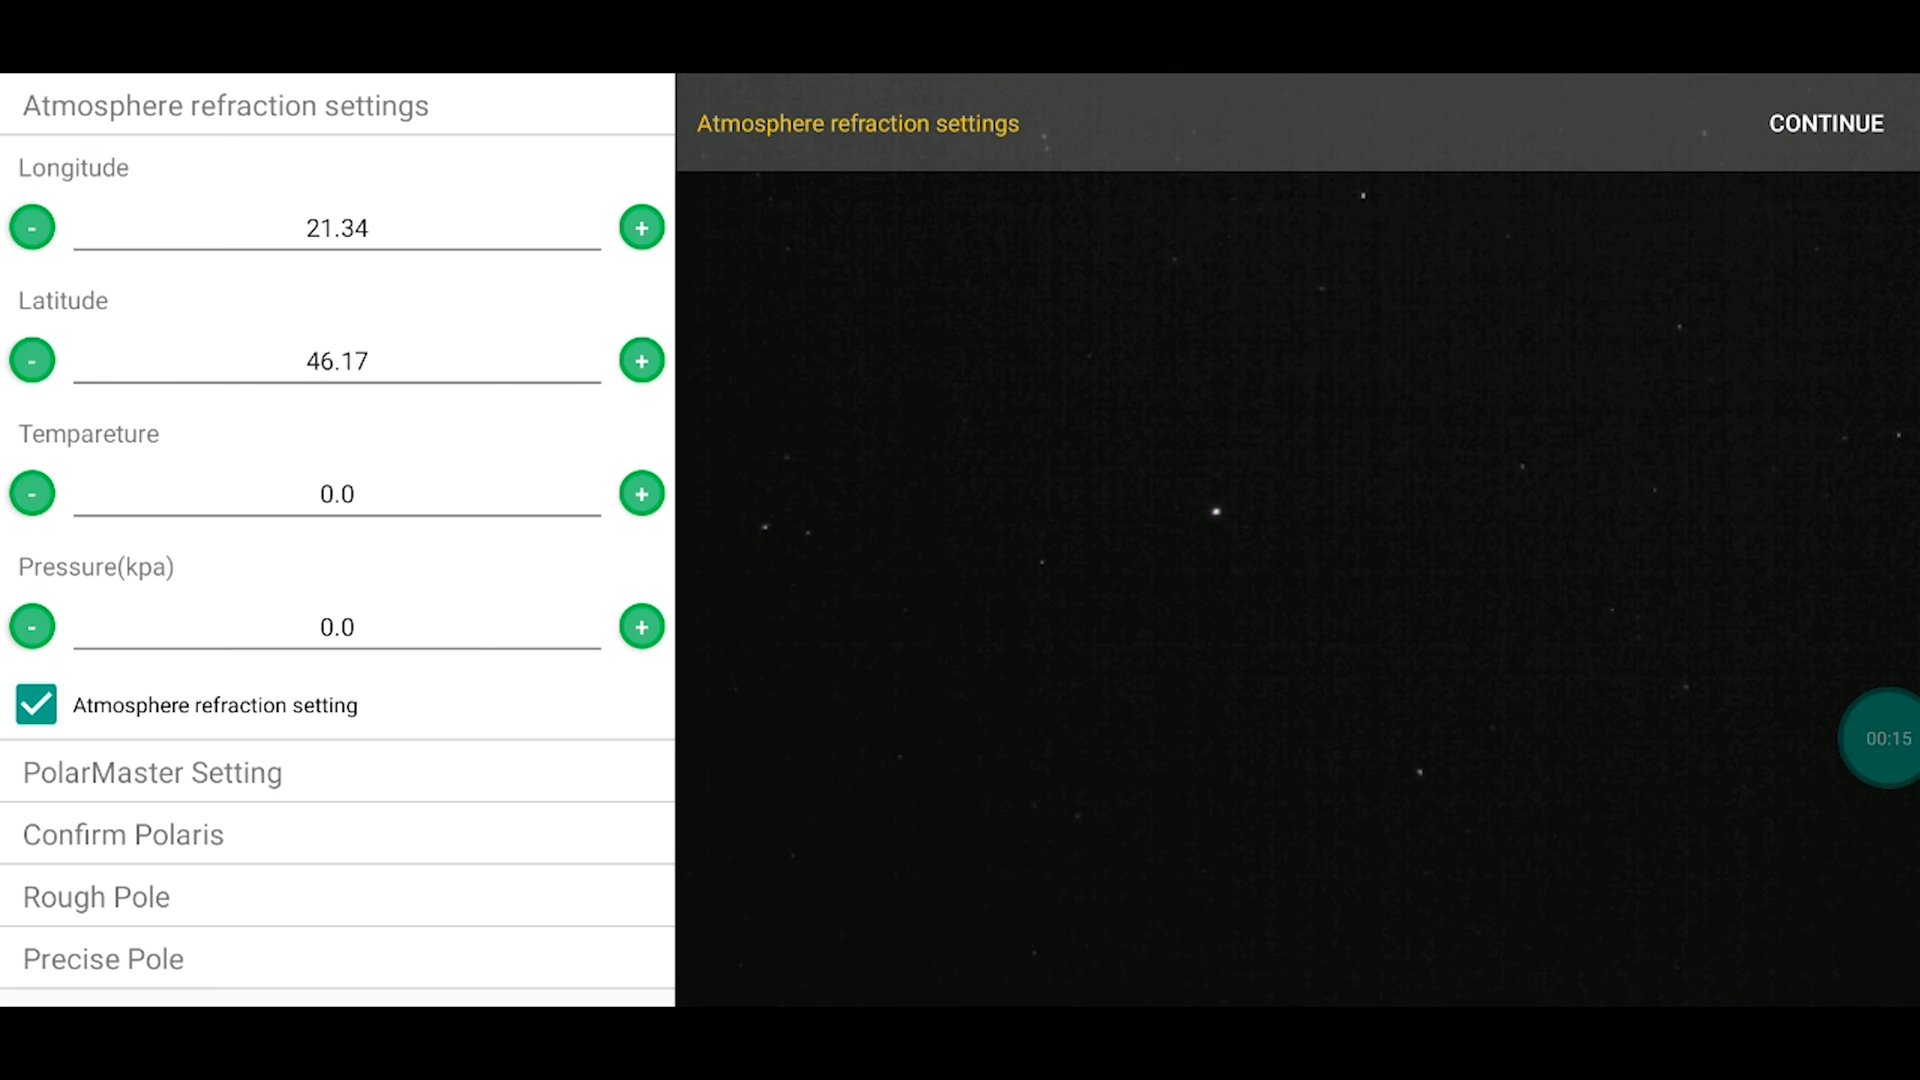 Atmosphere refraction settings
Longitude
- 21.34 +
Latitude
- 46.17 +
Tempareture
- 0.0 +
Pressure(kpa)
- 0.0 +
Atmosphere refraction setting
PolarMaster Setting
Confirm Polaris
Rough Pole
Precise Pole
Atmosphere refraction settings
CONTINUE
00:15